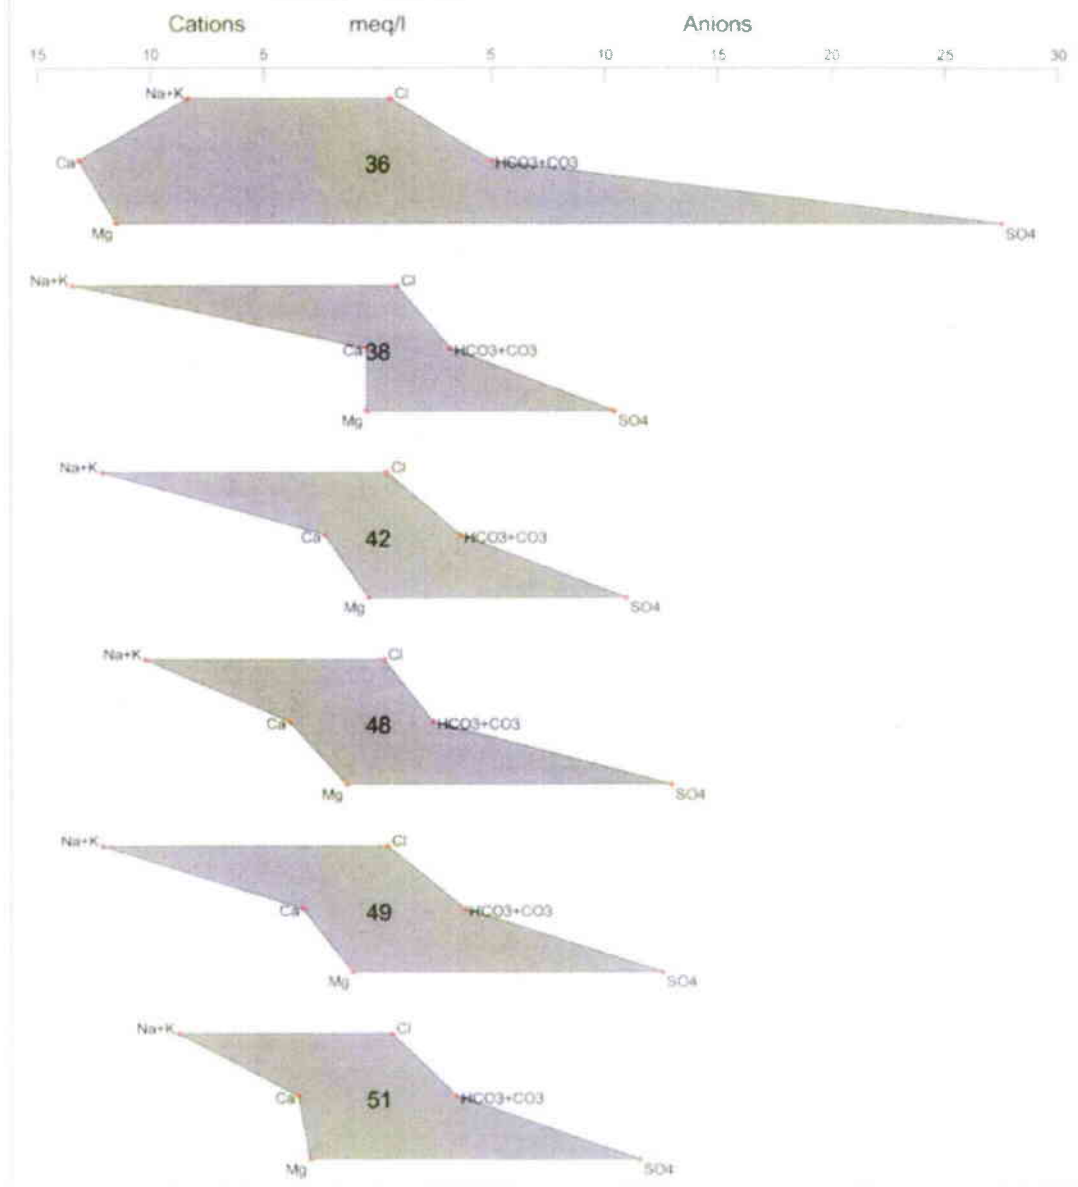 Cations meq/l Anions
15 10 5 5 10 15 20 25 30
Na+K Cl
Ca 36 HCO3+CO3
Mg SO4
Na+K Cl
Ca 38 HCO3+CO3
Mg SO4
Na+K Cl
Ca 42 HCO3+CO3
Mg SO4
Na+K Cl
Ca 48 HCO3+CO3
Mg SO4
Na+K Cl
Ca 49 HCO3+CO3
Mg SO4
Na+K Cl
Ca 51 HCO3+CO3
Mg SO4